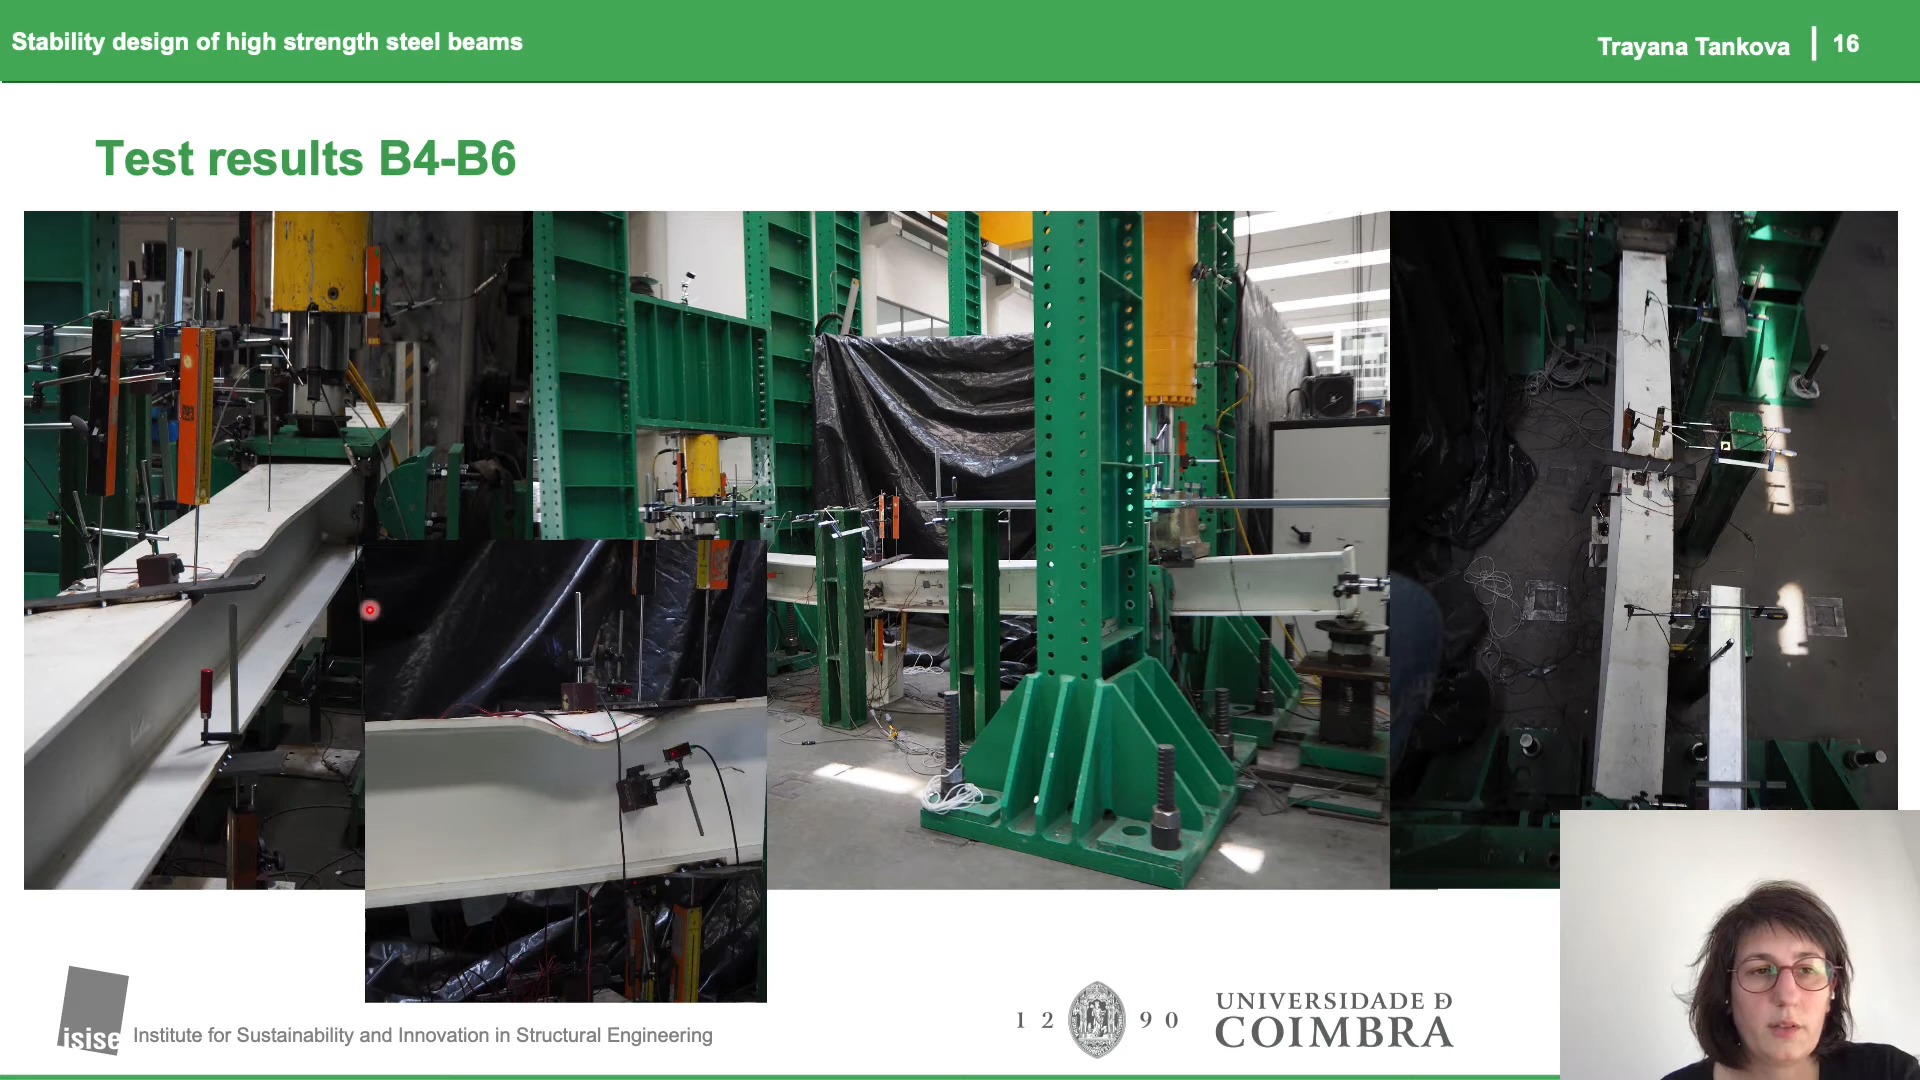 Stability design of high strength steel beams
Trayana Tankova | 16
Test results B4-B6
isise Institute for Sustainability and Innovation in Structural Engineering
1 2 9 0
UNIVERSIDADE D
COIMBRA